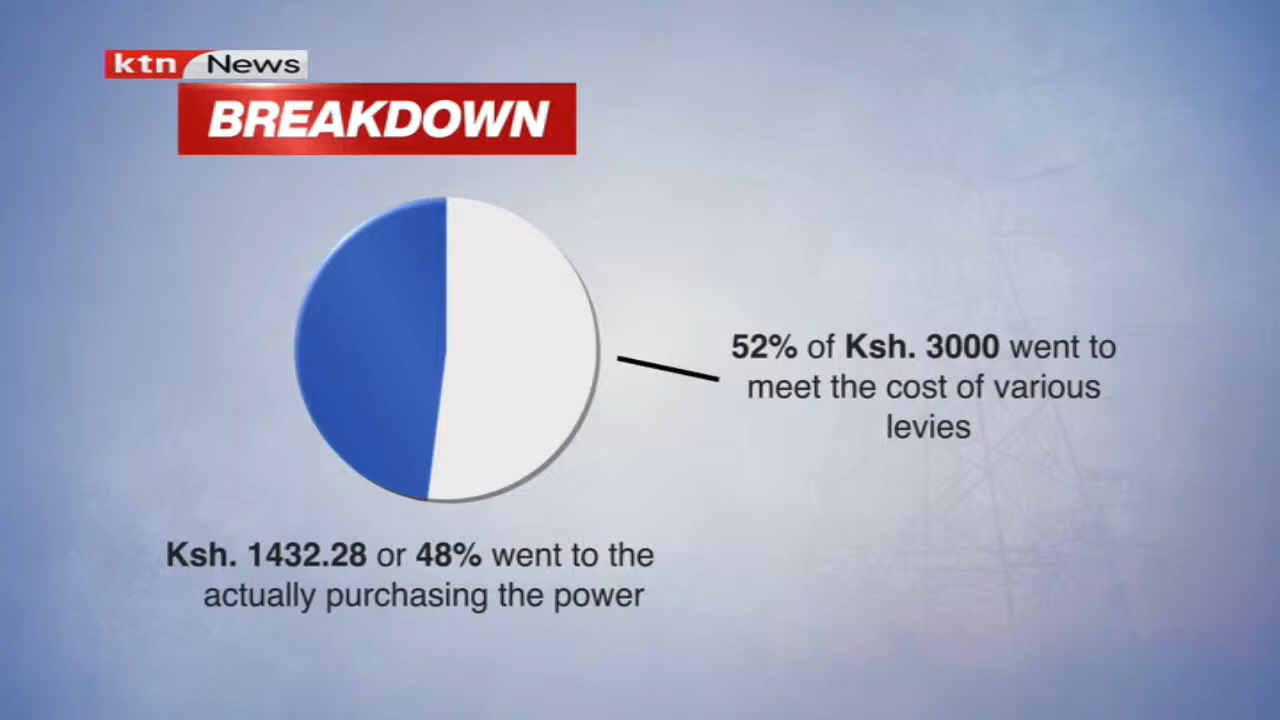 ktn News
BREAKDOWN
52% of Ksh. 3000 went to
meet the cost of various
levies
Ksh. 1432.28 or 48% went to the
actually purchasing the power